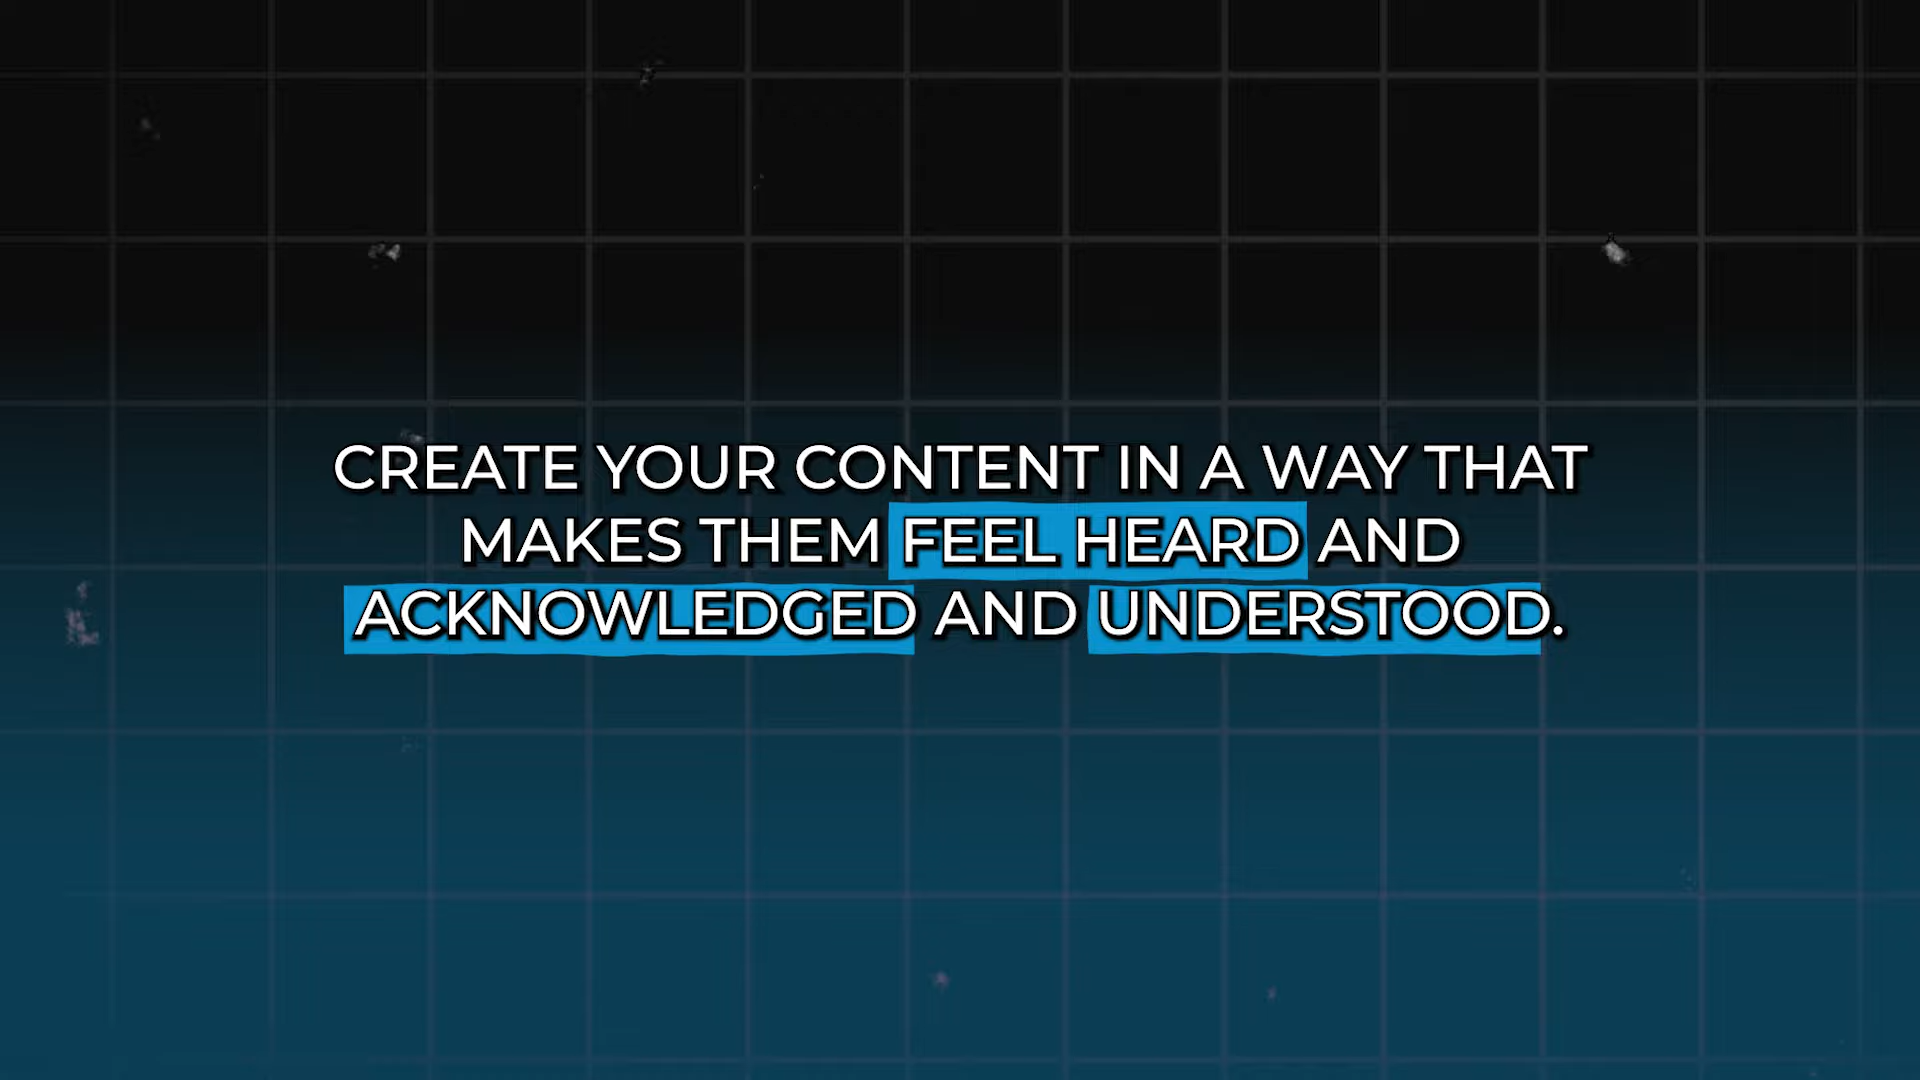 CREATE YOUR CONTENT IN A WAY THAT
MAKES THEM FEEL HEARD AND
ACKNOWLEDGED AND UNDERSTOOD.